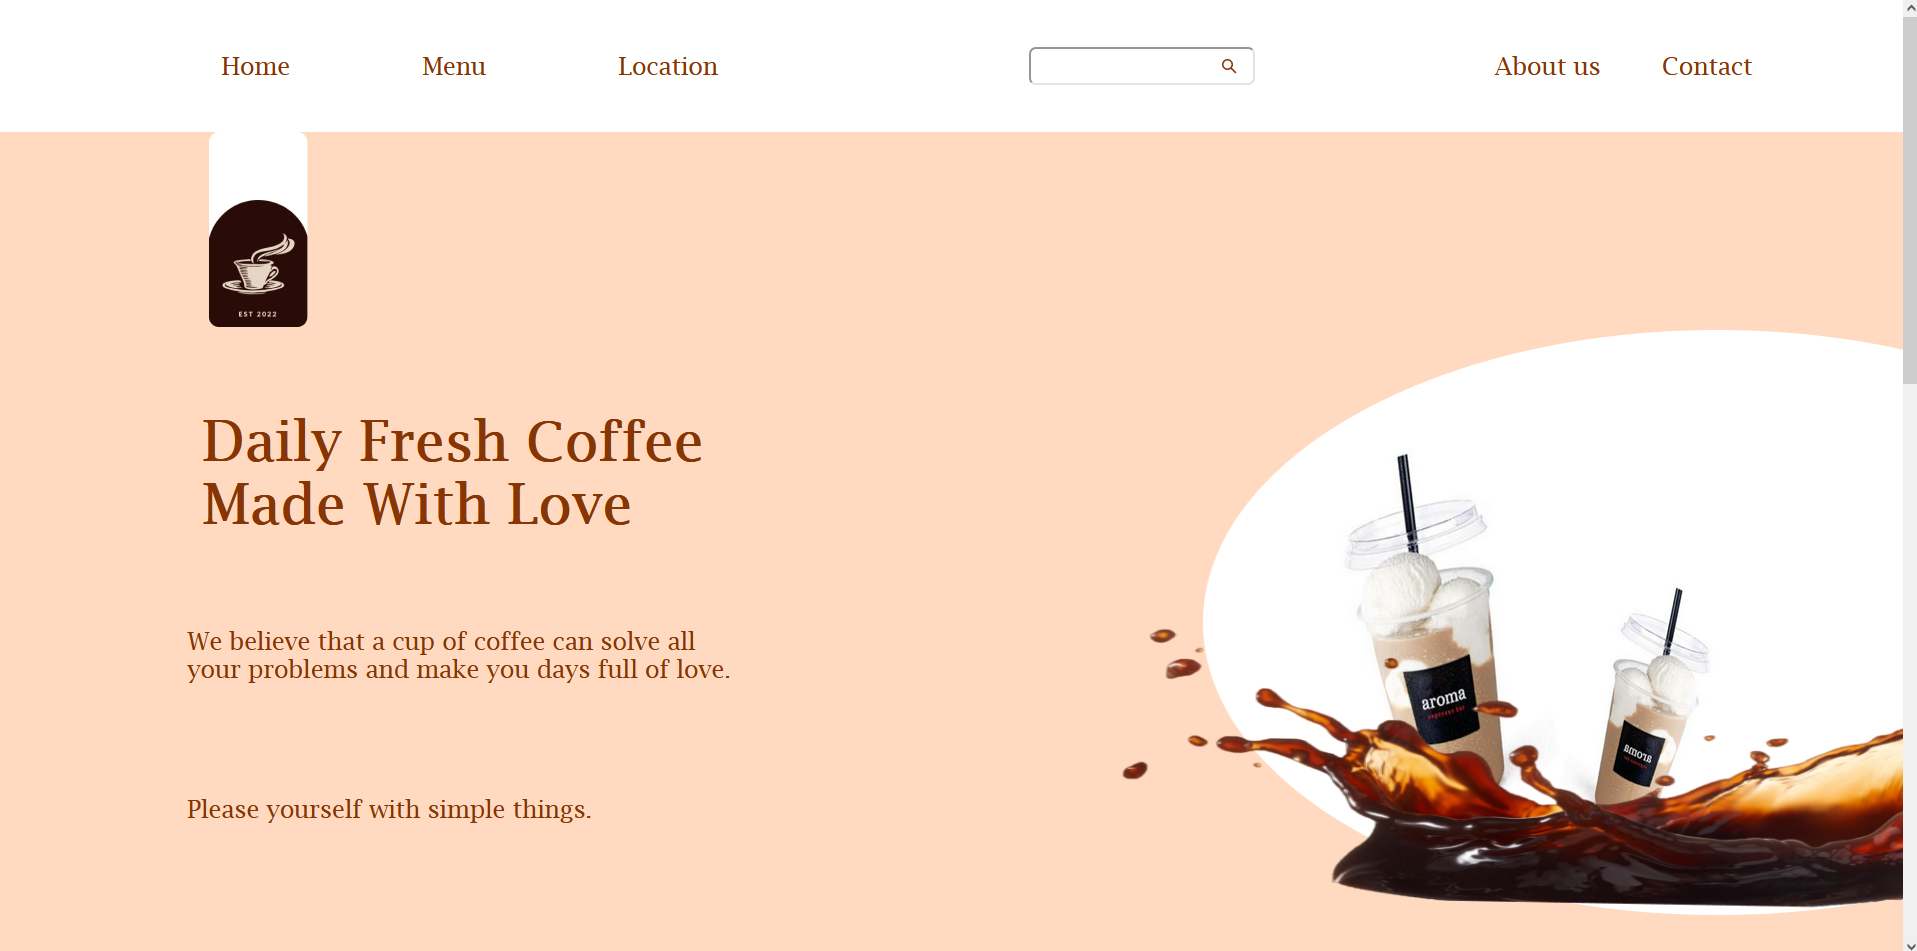 Home Menu Location About us Contact
EST 2022
Daily Fresh Coffee
Made With Love
We believe that a cup of coffee can solve all
your problems and make you days full of love.
Please yourself with simple things.
aroma
espresso bar
aroma